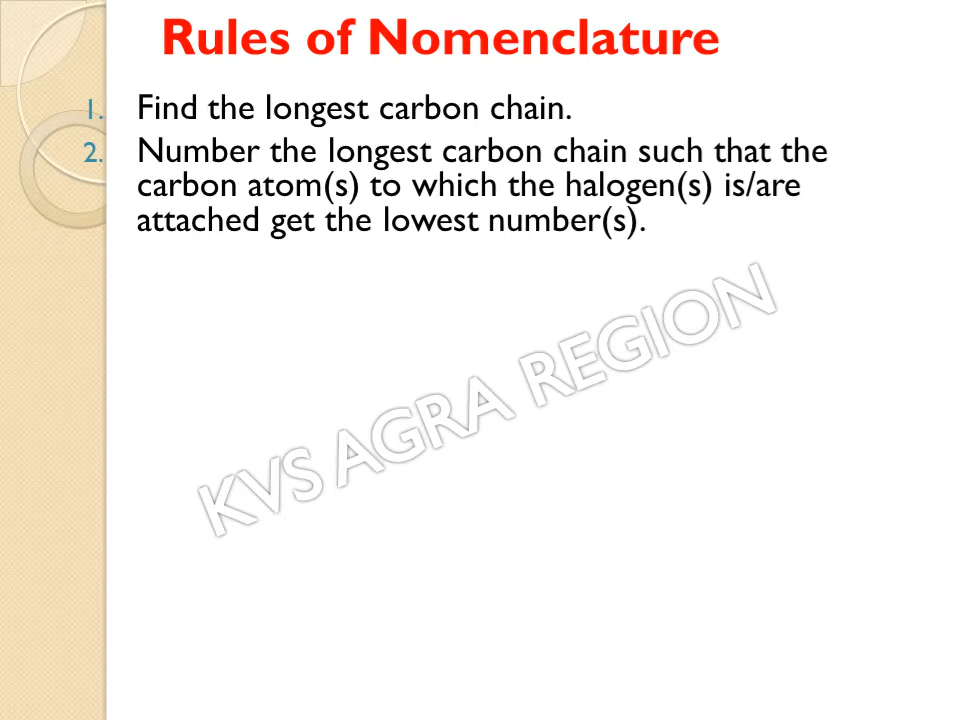 Rules of Nomenclature
1. Find the longest carbon chain.
2. Number the longest carbon chain such that the
carbon atom(s) to which the halogen(s) is/are
attached get the lowest number(s).
KVS AGRA REGION